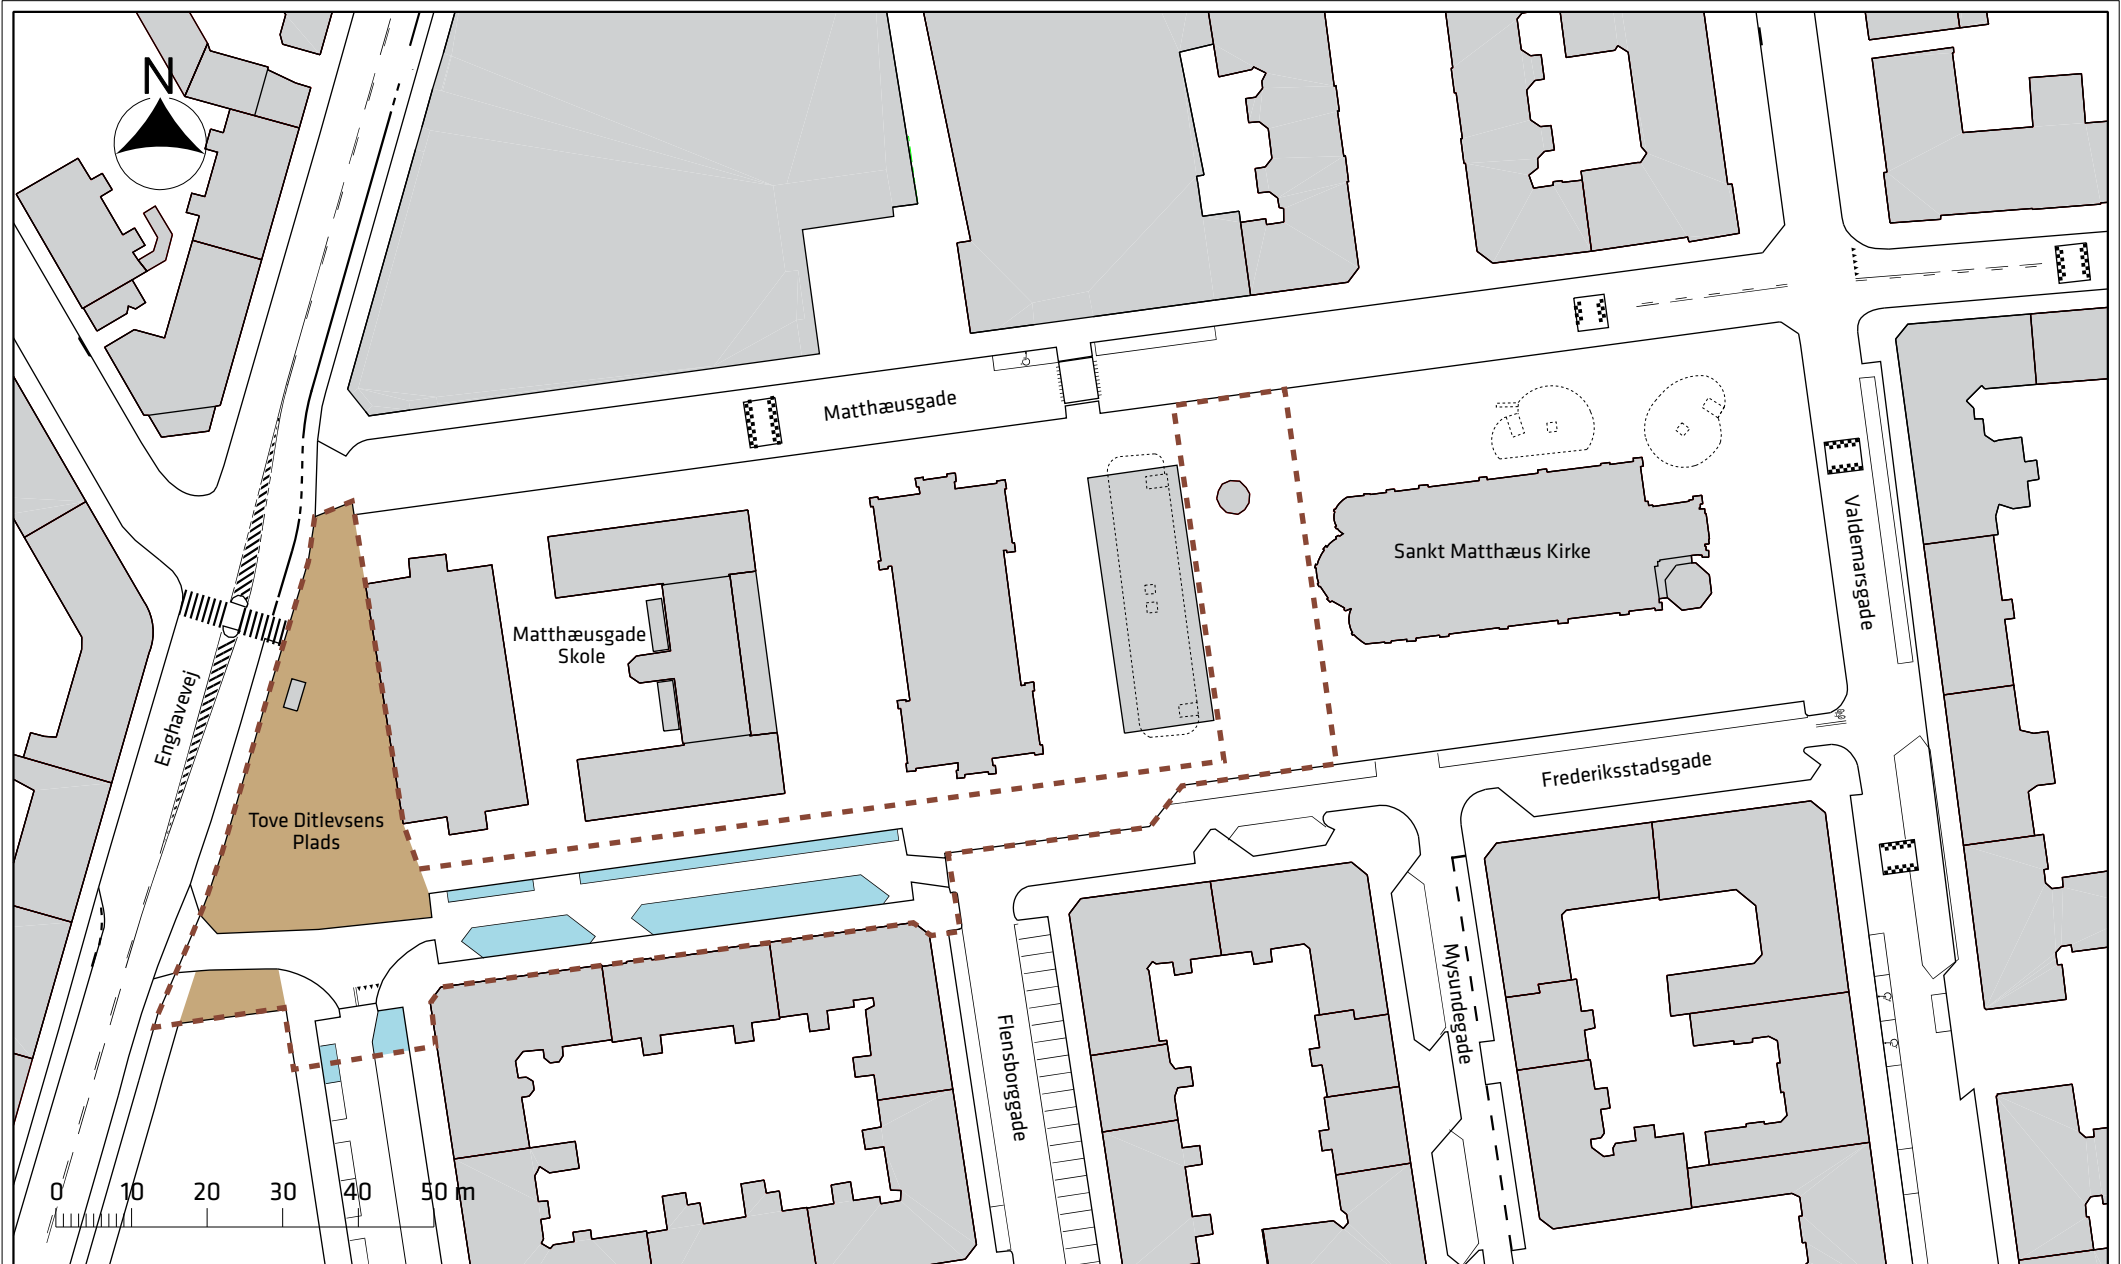 N
Matthæusgade
Sankt Matthæus Kirke
Valdemarsgade
Matthæusgade
Skole
Enghavevej
Tove Ditlevsens
Plads
Frederiksstadsgade
Mysundegade
Flensborggade
0 10 20 30 40 50 m